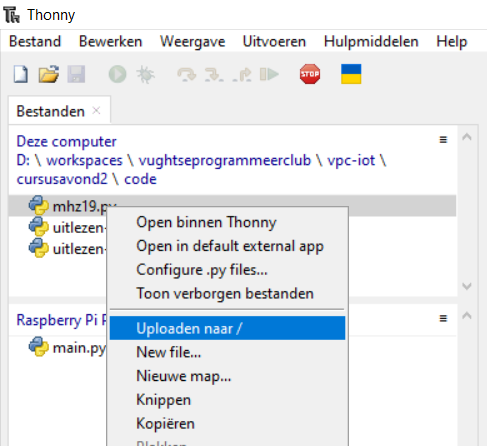 Thonny
Bestand Bewerken Weergave Uitvoeren Hulpmiddelen Help
STOP
Bestanden
Deze computer
D: \ workspaces \ vughtseprogrammeerclub \ vpc-iot \
cursusavond2 \ code
mhz19.py
Open binnen Thonny
uitlezen-
Open in default external app
uitlezen-
Configure .py files...
Toon verborgen bestanden
Raspberry Pi
Uploaden naar /
main.py
New file...
Nieuwe map...
Knippen
Kopiëren